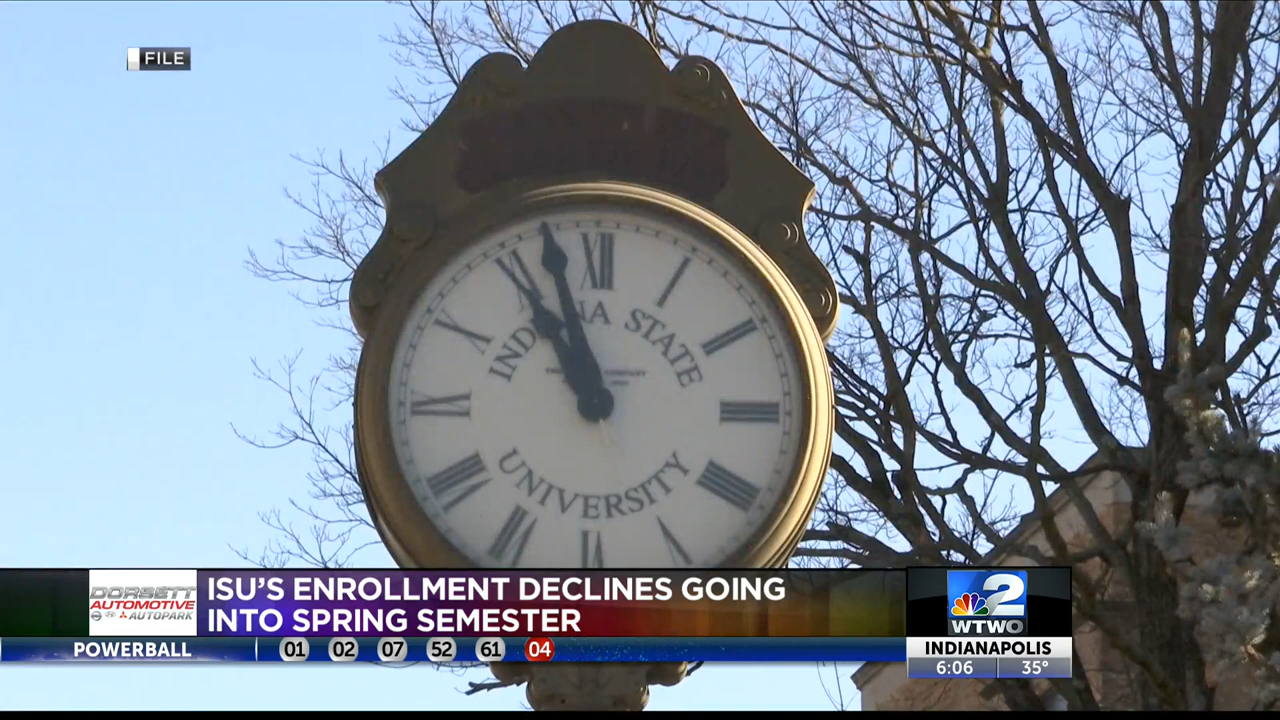 FILE
XII
XI
I
X
II
IX
III
VIII
IIII
VII
V
VI
INDIANA STATE
COMPANY
UNIVERSITY
DORSETT
AUTOMOTIVE
AUTOPARK
ISU'S ENROLLMENT DECLINES GOING
INTO SPRING SEMESTER
2
WTWO
POWERBALL 01 02 07 52 61 04
INDIANAPOLIS
6:06 35°